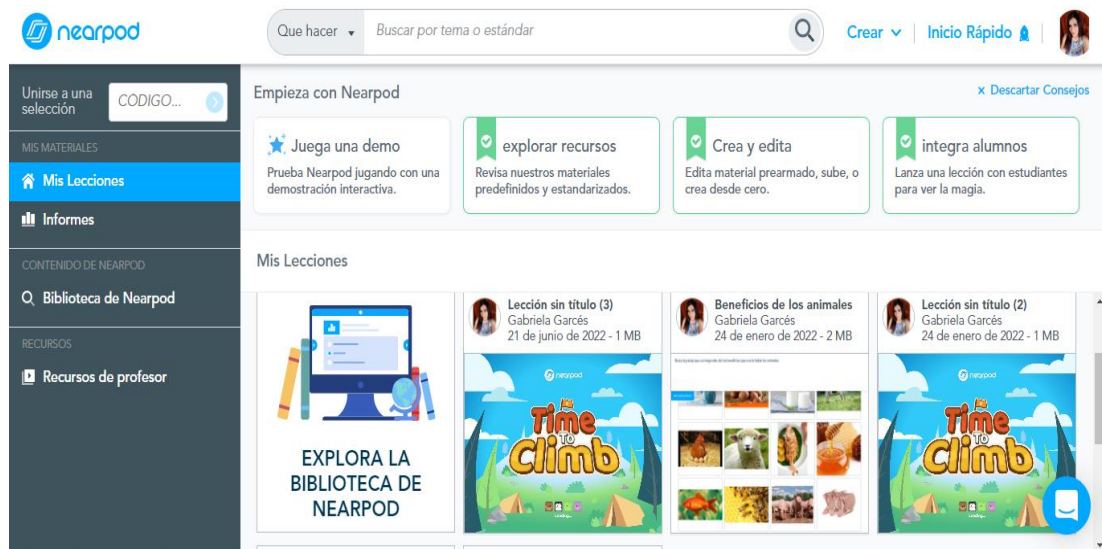 nearpod
Que hacer
Buscar por tema o estándar
Crear
Inicio Rápido
Unirse a una selección
CÓDIGO...
MIS MATERIALES
Mis Lecciones
Informes
CONTENIDO DE NEARPOD
Biblioteca de Nearpod
RECURSOS
Recursos de profesor
Empieza con Nearpod
x Descartar Consejos
Juega una demo
Prueba Nearpod jugando con una
demostración interactiva.
explorar recursos
Revisa nuestros materiales
predefinidos y estandarizados.
Crea y edita
Edita material prearmado, sube, o
crea desde cero.
integra alumnos
Lanza una lección con estudiantes
para ver la magia.
Mis Lecciones
EXPLORA LA
BIBLIOTECA DE
NEARPOD
Lección sin título (3)
Gabriela Garcés
21 de junio de 2022 - 1 MB
nearpod
Time
TO
Climb
Loading...
Beneficios de los animales
Gabriela Garcés
24 de enero de 2022 - 2 MB
Lección sin título (2)
Gabriela Garcés
24 de enero de 2022 - 1 MB
nearpod
Time
TO
Climb
Loading...